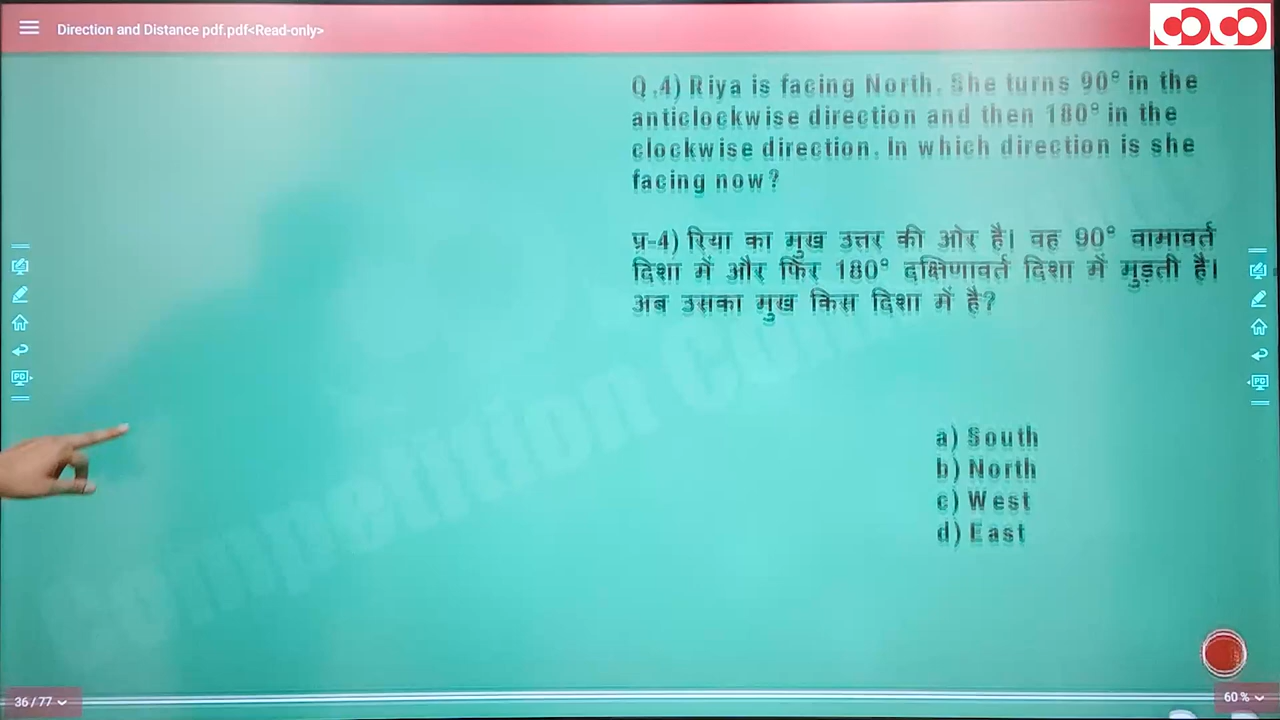 Direction and Distance pdf.pdf<Read-only>
Q.4) Riya is facing North. She turns 90° in the
anticlockwise direction and then 180° in the
clockwise direction. In which direction is she
facing now?
प्र-4) रिया का मुख उत्तर की ओर है। वह 90° वामावर्त
दिशा में और फिर 180° दक्षिणावर्त दिशा में मुड़ती है।
अब उसका मुख किस दिशा में है?
a) South
b) North
c) West
d) East
Competition Com
36 / 77
60 %